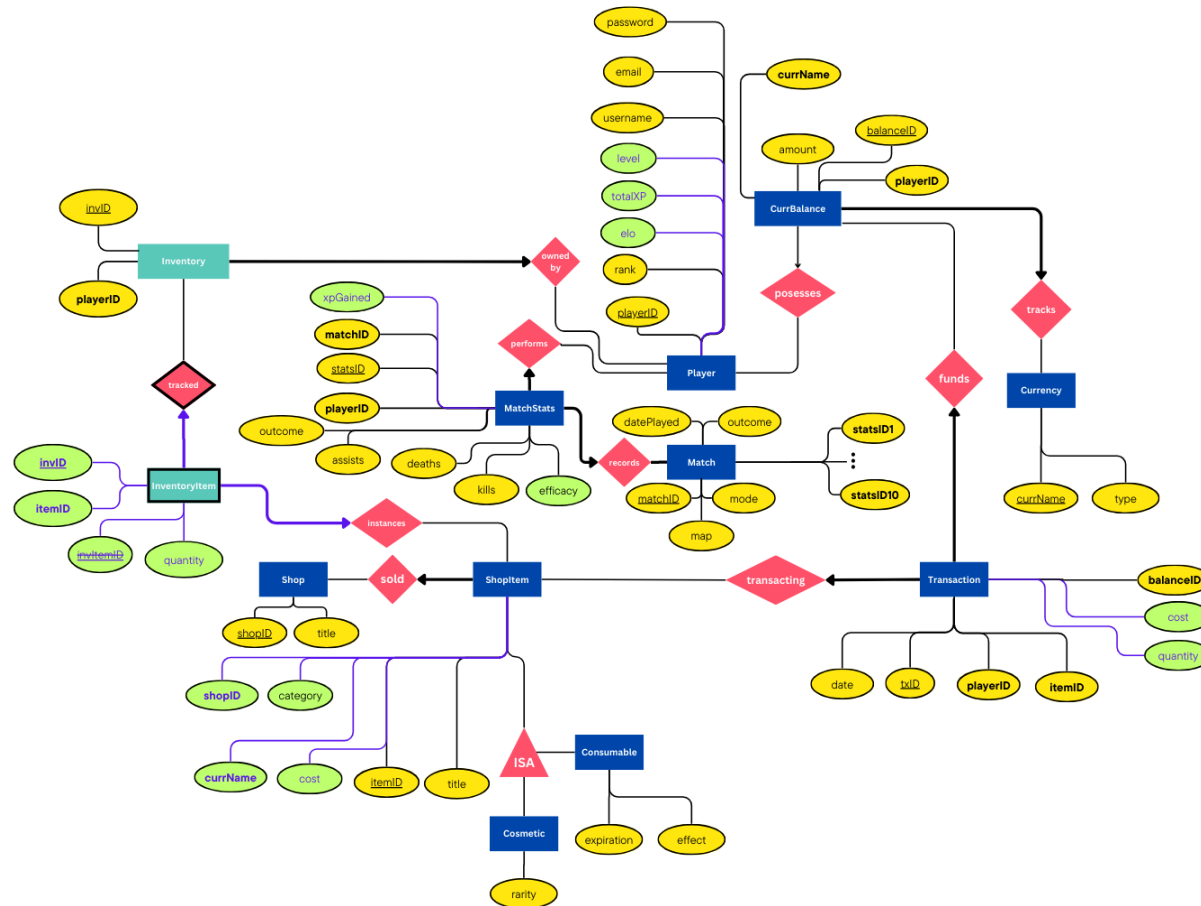 password
email
currName
username
amount
balanceID
level
playerID
totalXP
CurrBalance
invID
elo
Inventory
owned
by
rank
playerID
xpGained
posesses
tracks
playerID
matchID
performs
statsID
Player
funds
Currency
tracked
playerID
MatchStats
outcome
datePlayed
outcome
statsID1
assists
deaths
records
Match
invID
InventoryItem
kills
efficacy
matchID
mode
statsID10
currName
type
itemID
map
instances
invItemID
quantity
Shop
sold
ShopItem
transacting
Transaction
balanceID
cost
shopID
title
quantity
date
txID
playerID
itemID
shopID
category
currName
cost
itemID
title
ISA
Consumable
Cosmetic
expiration
effect
rarity